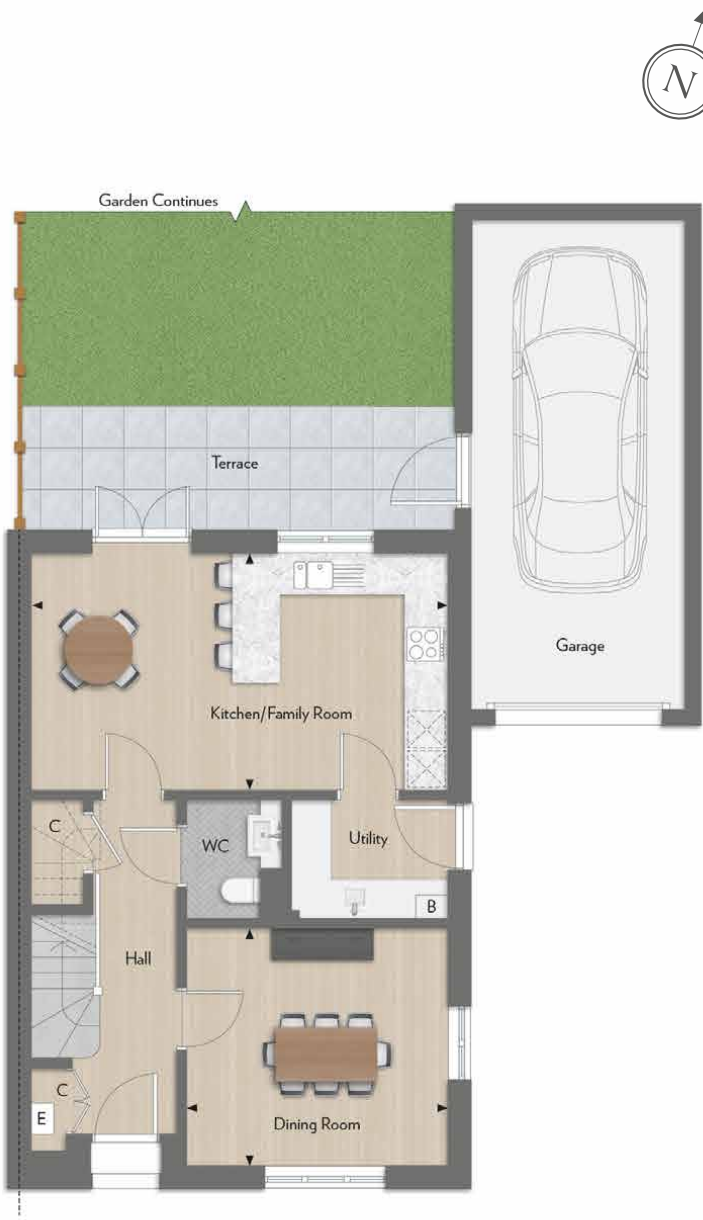 N
Garden Continues
Terrace
Garage
Kitchen/Family Room
C
WC
Utility
B
Hall
C
E
Dining Room